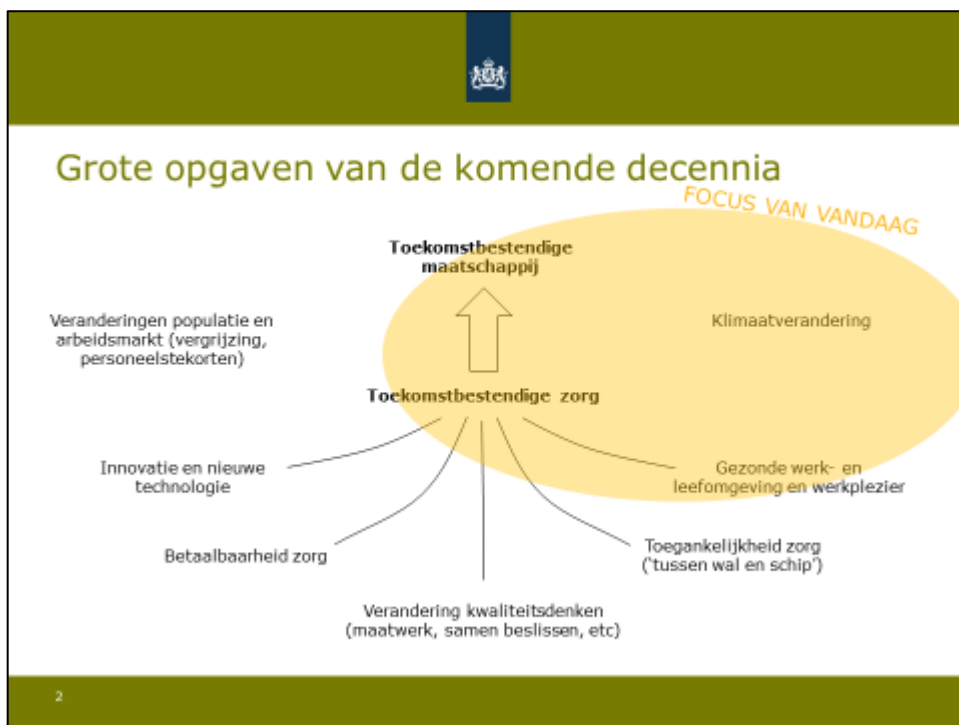 Grote opgaven van de komende decennia
FOCUS VAN VANDAAG
Toekomstbestendige
maatschappij
Veranderingen populatie en
arbeidsmarkt (vergrijzing,
personeelstekorten)
Klimaatverandering
Toekomstbestendige zorg
Innovatie en nieuwe
technologie
Gezonde werk- en
leefomgeving en werkplezier
Betaalbaarheid zorg
Toegankelijkheid zorg
('tussen wal en schip')
Verandering kwaliteitsdenken
(maatwerk, samen beslissen, etc)
2